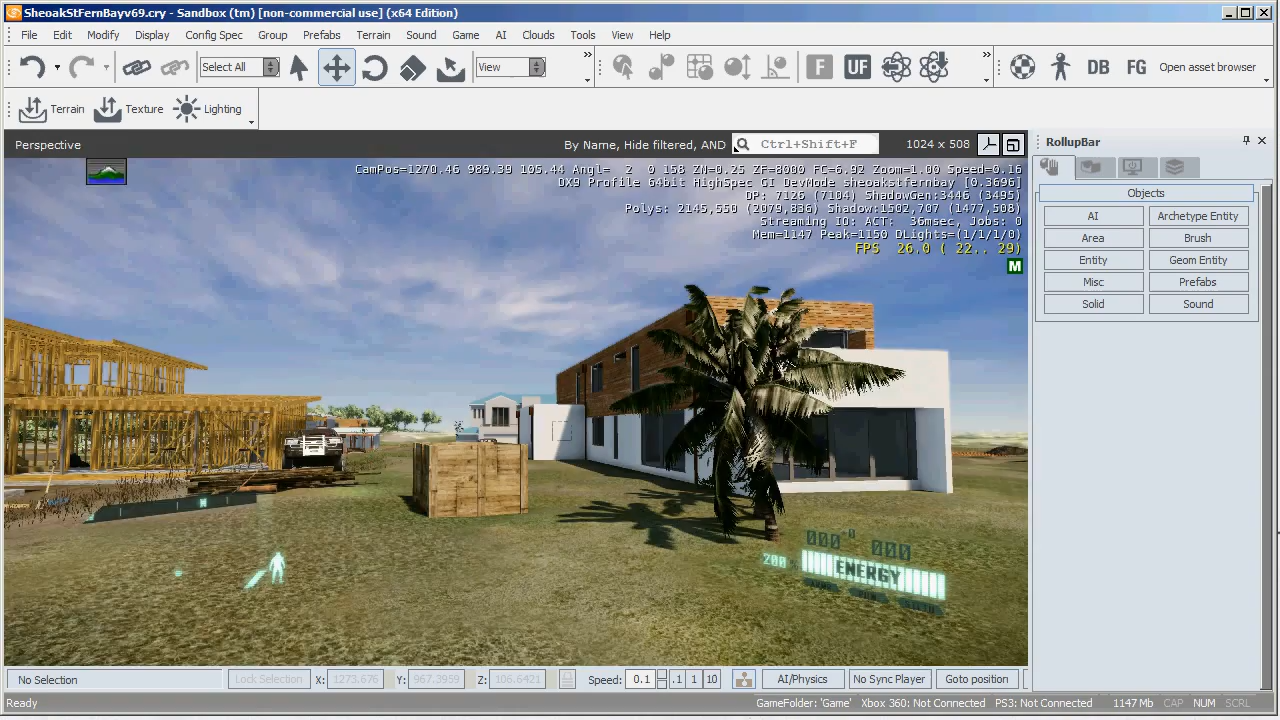 SheoakStFernBayv69.cry - Sandbox (tm) [non-commercial use] (x64 Edition)
File Edit Modify Display Config Spec Group Prefabs Terrain Sound Game AI Clouds Tools View Help
Select All View F UF DB FG Open asset browser
Terrain Texture Lighting
Perspective By Name, Hide filtered, AND Ctrl+Shift+F 1024 x 508
RollupBar
CamPos=1270.46 989.39 105.44 Angl= 2 0 158 ZN=0.25 ZF=8000 FC=6.92 Zoom=1.00 Speed=0.16
DX9 Profile 64bit HighSpec GI DevMode sheoakstfernbay [0.3696]
DP: 7126 (7104) ShadowGen:3446 (3495)
Polys: 2145,550 (2079,836) Shadow:1502,707 (1477,508)
Streaming IO: ACT: 36msec, Jobs: 0
Mem=1147 Peak=1150 DLights=(1/1/1/0)
FPS 26.0 ( 22.. 29)
M
Objects
AI Archetype Entity
Area Brush
Entity Geom Entity
Misc Prefabs
Solid Sound
N
000 000
200 ENERGY
No Selection Lock Selection X: 1273.676 Y: 967.3959 Z: 106.6421 Speed: 0.1 .1 1 10 AI/Physics No Sync Player Goto position
Ready GameFolder: 'Game' Xbox 360: Not Connected PS3: Not Connected 1147 Mb CAP NUM SCRL